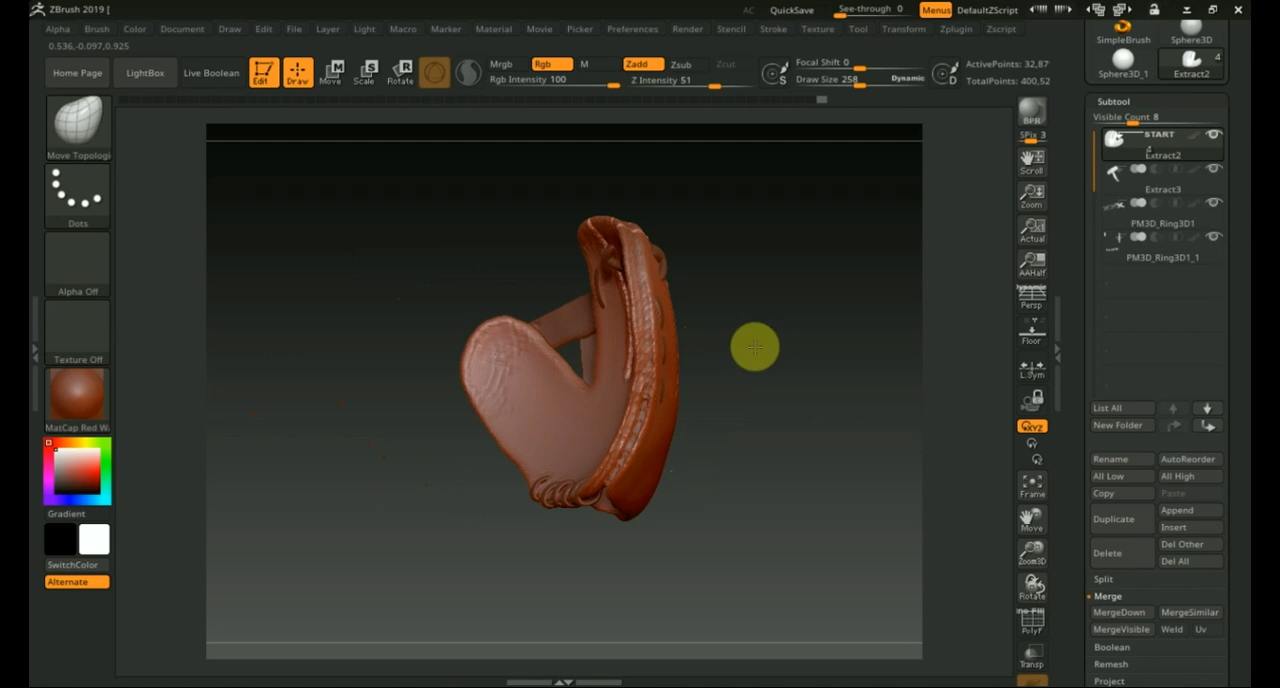 ZBrush 2019 [
AC QuickSave See-through 0 Menus DefaultZScript
Alpha Brush Color Document Draw Edit File Layer Light Macro Marker Material Movie Picker Preferences Render Stencil Stroke Texture Tool Transform Zplugin Zscript
0.536,-0.097,0.925
Home Page LightBox Live Boolean Edit Draw Move Scale Rotate
Mrgb Rgb M Zadd Zsub Zcut
Rgb Intensity 100 Z Intensity 51
Focal Shift 0
Draw Size 258 Dynamic
ActivePoints: 32,87
TotalPoints: 400,52
SimpleBrush Sphere3D
Sphere3D_1 Extract2
4
Move Topologi
Dots
Alpha Off
Texture Off
MatCap Red W
Gradient
SwitchColor
Alternate
BPR
SPix 3
Scroll
Zoom
Actual
AAHalf
Dynamic
Persp
Floor
L.Sym
XYZ
Frame
Move
Zoom3D
Rotate
PolyF
Transp
Subtool
Visible Count 8
START
Extract2
Extract3
PM3D_Ring3D1
PM3D_Ring3D1_1
List All
New Folder
Rename AutoReorder
All Low All High
Copy Paste
Duplicate Append
Insert
Delete Del Other
Del All
Split
Merge
MergeDown MergeSimilar
MergeVisible Weld Uv
Boolean
Remesh
Project